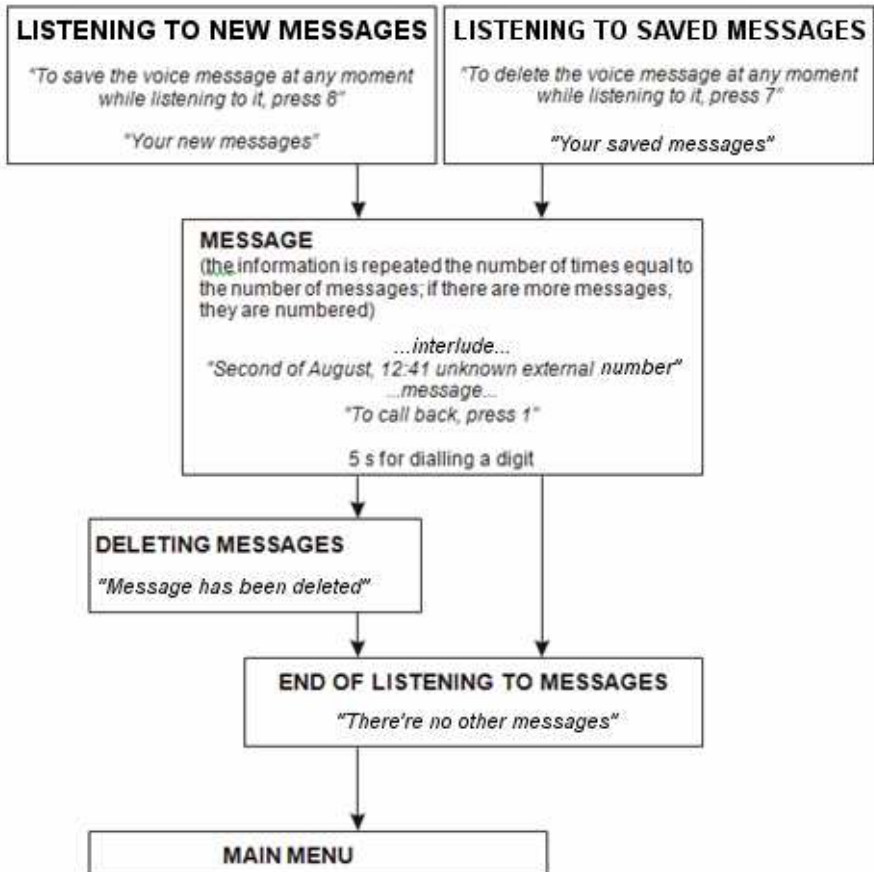 LISTENING TO NEW MESSAGES
"To save the voice message at any moment
while listening to it, press 8"
"Your new messages"
LISTENING TO SAVED MESSAGES
"To delete the voice message at any moment
while listening to it, press 7"
"Your saved messages"
MESSAGE
(the information is repeated the number of times equal to
the number of messages; if there are more messages,
they are numbered)
...interlude...
"Second of August, 12:41 unknown external number"
...message...
"To call back, press 1"
5 s for dialling a digit
DELETING MESSAGES
"Message has been deleted"
END OF LISTENING TO MESSAGES
"There're no other messages"
MAIN MENU